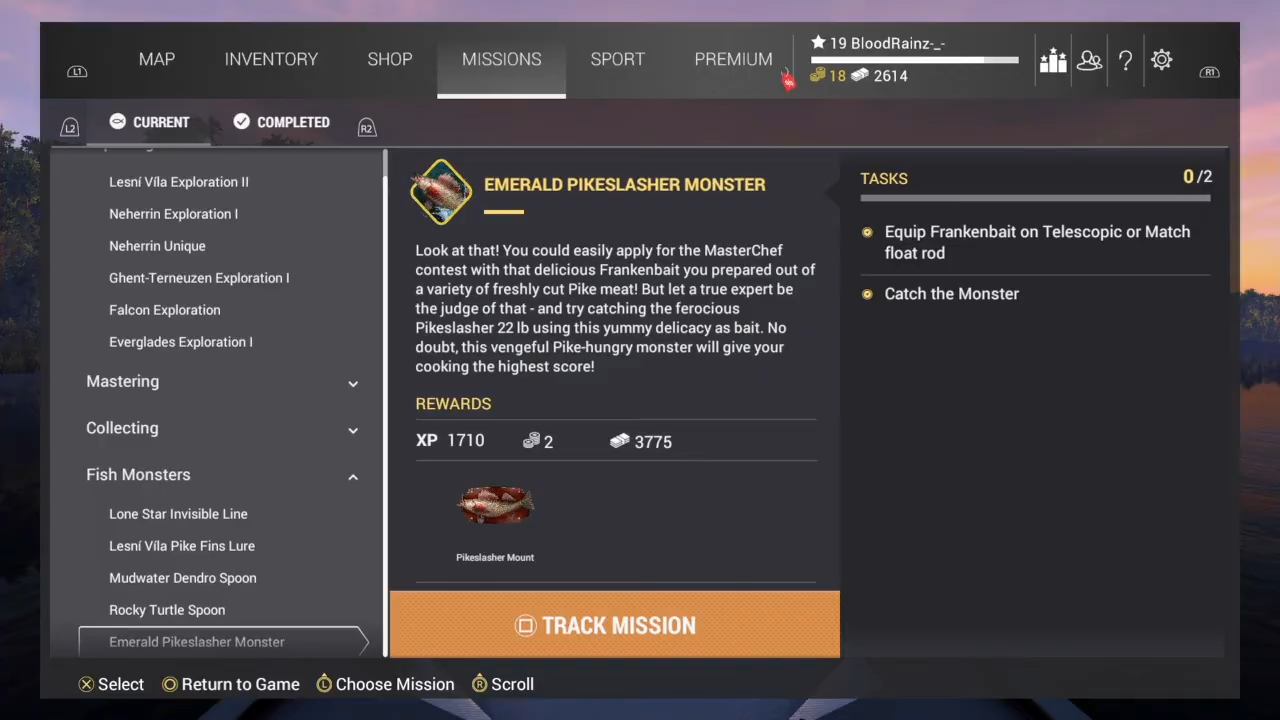 L1
MAP
INVENTORY
SHOP
MISSIONS
SPORT
PREMIUM
19 BloodRainz-_-
18 2614
?
R1
L2
CURRENT
COMPLETED
R2
Lesní Víla Exploration II
Neherrin Exploration I
Neherrin Unique
Ghent-Terneuzen Exploration I
Falcon Exploration
Everglades Exploration I
Mastering
Collecting
Fish Monsters
Lone Star Invisible Line
Lesní Víla Pike Fins Lure
Mudwater Dendro Spoon
Rocky Turtle Spoon
Emerald Pikeslasher Monster
EMERALD PIKESLASHER MONSTER
Look at that! You could easily apply for the MasterChef
contest with that delicious Frankenbait you prepared out of
a variety of freshly cut Pike meat! But let a true expert be
the judge of that - and try catching the ferocious
Pikeslasher 22 lb using this yummy delicacy as bait. No
doubt, this vengeful Pike-hungry monster will give your
cooking the highest score!
REWARDS
XP 1710 2 3775
Pikeslasher Mount
TRACK MISSION
TASKS 0/2
Equip Frankenbait on Telescopic or Match
float rod
Catch the Monster
Select
Return to Game
L Choose Mission
R Scroll